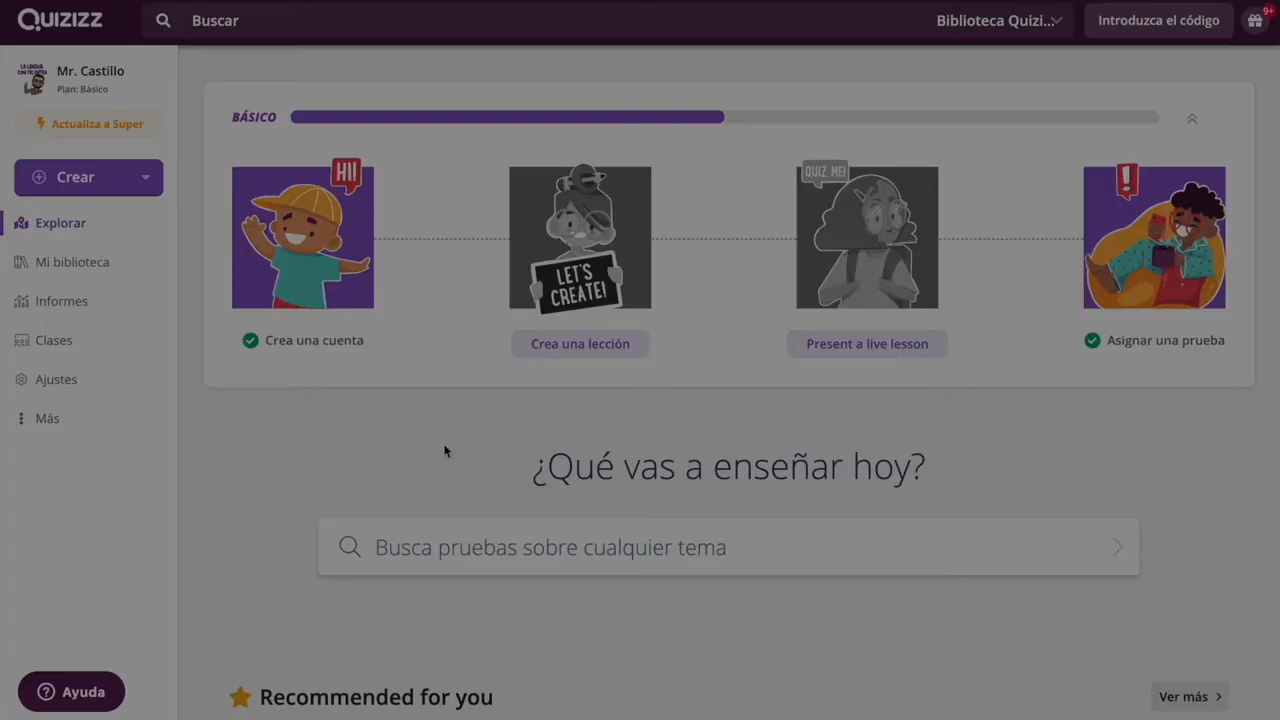 QUIZIZZ
Buscar
Biblioteca Quizi...
Introduzca el código
9+
Mr. Castillo
Plan: Básico
Actualiza a Super
Crear
Explorar
Mi biblioteca
Informes
Clases
Ajustes
Más
Ayuda
BÁSICO
HI!
LET'S
CREATE!
QUIZ ME!
!
Crea una cuenta
Crea una lección
Present a live lesson
Asignar una prueba
¿Qué vas a enseñar hoy?
Busca pruebas sobre cualquier tema
Recommended for you
Ver más